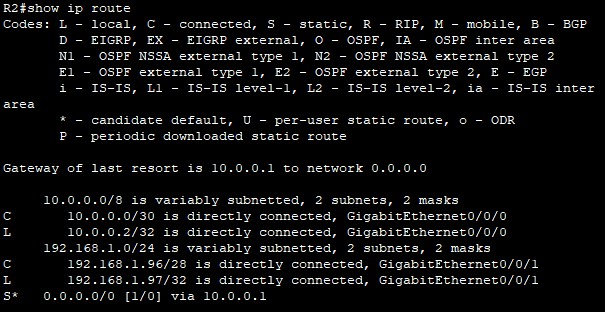 R2#show ip route
Codes: L - local, C - connected, S - static, R - RIP, M - mobile, B - BGP
       D - EIGRP, EX - EIGRP external, O - OSPF, IA - OSPF inter area
       N1 - OSPF NSSA external type 1, N2 - OSPF NSSA external type 2
       E1 - OSPF external type 1, E2 - OSPF external type 2, E - EGP
       i - IS-IS, L1 - IS-IS level-1, L2 - IS-IS level-2, ia - IS-IS inter
area
       * - candidate default, U - per-user static route, o - ODR
       P - periodic downloaded static route
Gateway of last resort is 10.0.0.1 to network 0.0.0.0
     10.0.0.0/8 is variably subnetted, 2 subnets, 2 masks
C       10.0.0.0/30 is directly connected, GigabitEthernet0/0/0
L       10.0.0.2/32 is directly connected, GigabitEthernet0/0/0
     192.168.1.0/24 is variably subnetted, 2 subnets, 2 masks
C       192.168.1.96/28 is directly connected, GigabitEthernet0/0/1
L       192.168.1.97/32 is directly connected, GigabitEthernet0/0/1
S*   0.0.0.0/0 [1/0] via 10.0.0.1